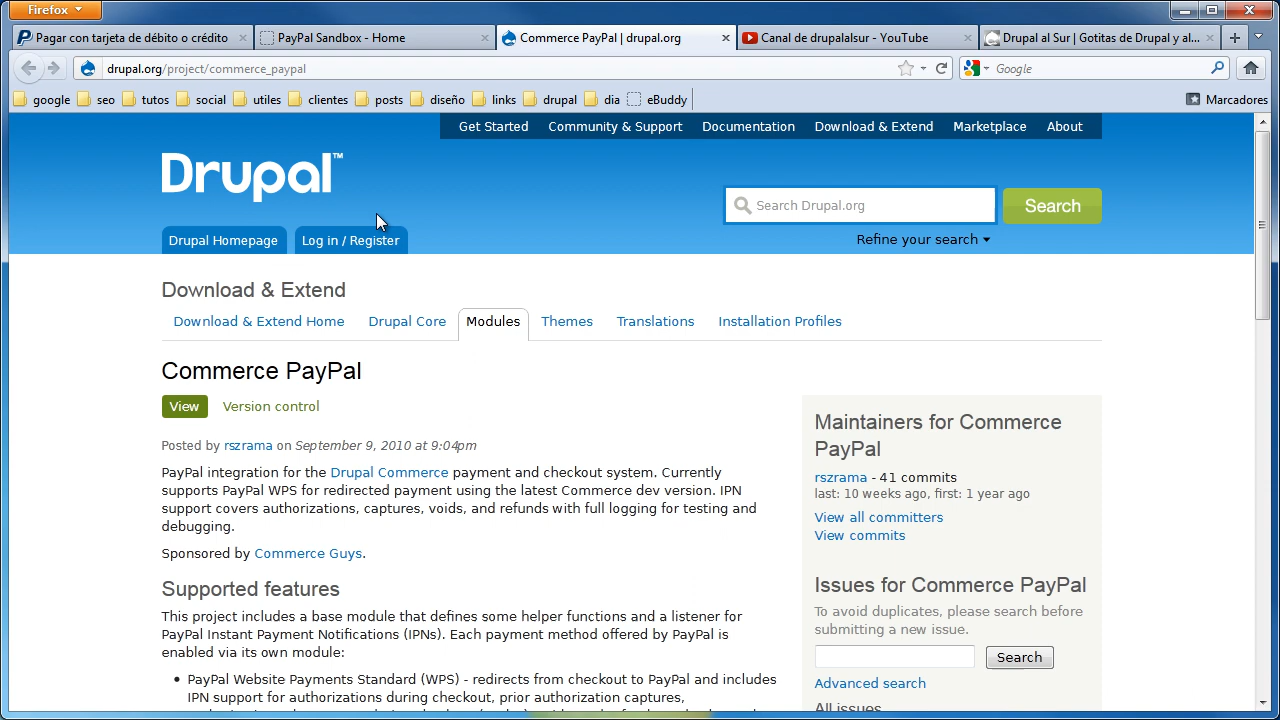 Firefox
Pagar con tarjeta de débito o crédito
PayPal Sandbox - Home
Commerce PayPal | drupal.org
Canal de drupalalsur - YouTube
Drupal al Sur | Gotitas de Drupal y al...
drupal.org/project/commerce_paypal
Google
google
seo
tutos
social
utiles
clientes
posts
diseño
links
drupal
dia
eBuddy
Marcadores
Get Started
Community & Support
Documentation
Download & Extend
Marketplace
About
Drupal™
Search Drupal.org
Search
Drupal Homepage
Log in / Register
Refine your search
Download & Extend
Download & Extend Home
Drupal Core
Modules
Themes
Translations
Installation Profiles
Commerce PayPal
View
Version control
Posted by rszrama on September 9, 2010 at 9:04pm
PayPal integration for the Drupal Commerce payment and checkout system. Currently
supports PayPal WPS for redirected payment using the latest Commerce dev version. IPN
support covers authorizations, captures, voids, and refunds with full logging for testing and
debugging.
Sponsored by Commerce Guys.
Supported features
This project includes a base module that defines some helper functions and a listener for
PayPal Instant Payment Notifications (IPNs). Each payment method offered by PayPal is
enabled via its own module:
• PayPal Website Payments Standard (WPS) - redirects from checkout to PayPal and includes
IPN support for authorizations during checkout, prior authorization captures,
Maintainers for Commerce
PayPal
rszrama - 41 commits
last: 10 weeks ago, first: 1 year ago
View all committers
View commits
Issues for Commerce PayPal
To avoid duplicates, please search before
submitting a new issue.
Search
Advanced search
All issues